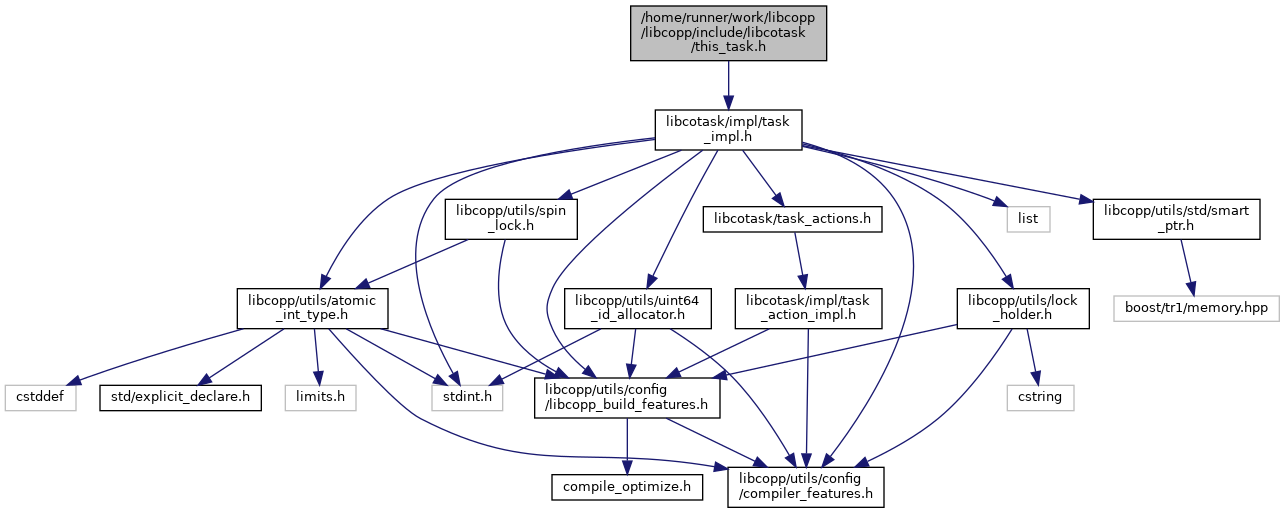 /home/runner/work/libcopp
/libcopp/include/libcotask
/this_task.h
libcotask/impl/task
_impl.h
libcopp/utils/spin
_lock.h
libcotask/task_actions.h
list
libcopp/utils/std/smart
_ptr.h
libcopp/utils/atomic
_int_type.h
libcopp/utils/uint64
_id_allocator.h
libcotask/impl/task
_action_impl.h
libcopp/utils/lock
_holder.h
boost/tr1/memory.hpp
cstddef
std/explicit_declare.h
limits.h
stdint.h
libcopp/utils/config
/libcopp_build_features.h
cstring
compile_optimize.h
libcopp/utils/config
/compiler_features.h